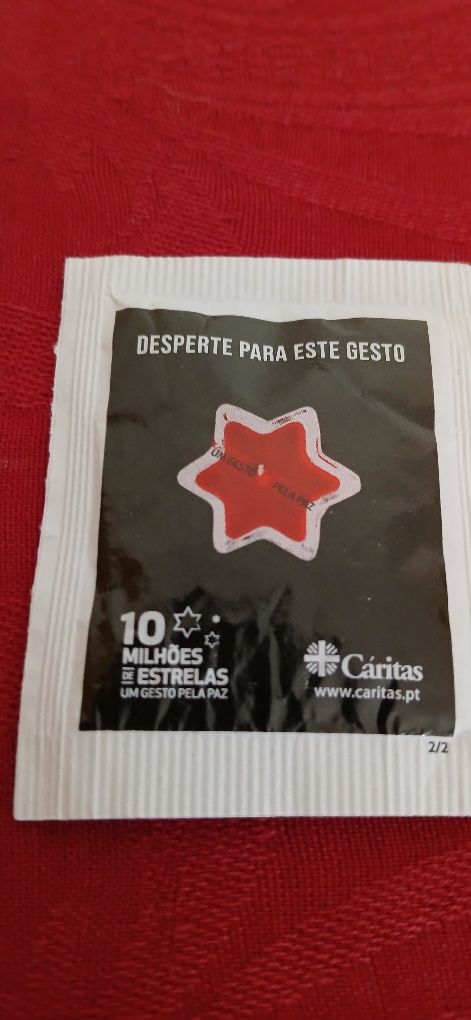 DESPERTE PARA ESTE GESTO
UM GESTO PELA PAZ
10
MILHÕES
DE ESTRELAS
UM GESTO PELA PAZ
Cáritas
www.caritas.pt
2/2